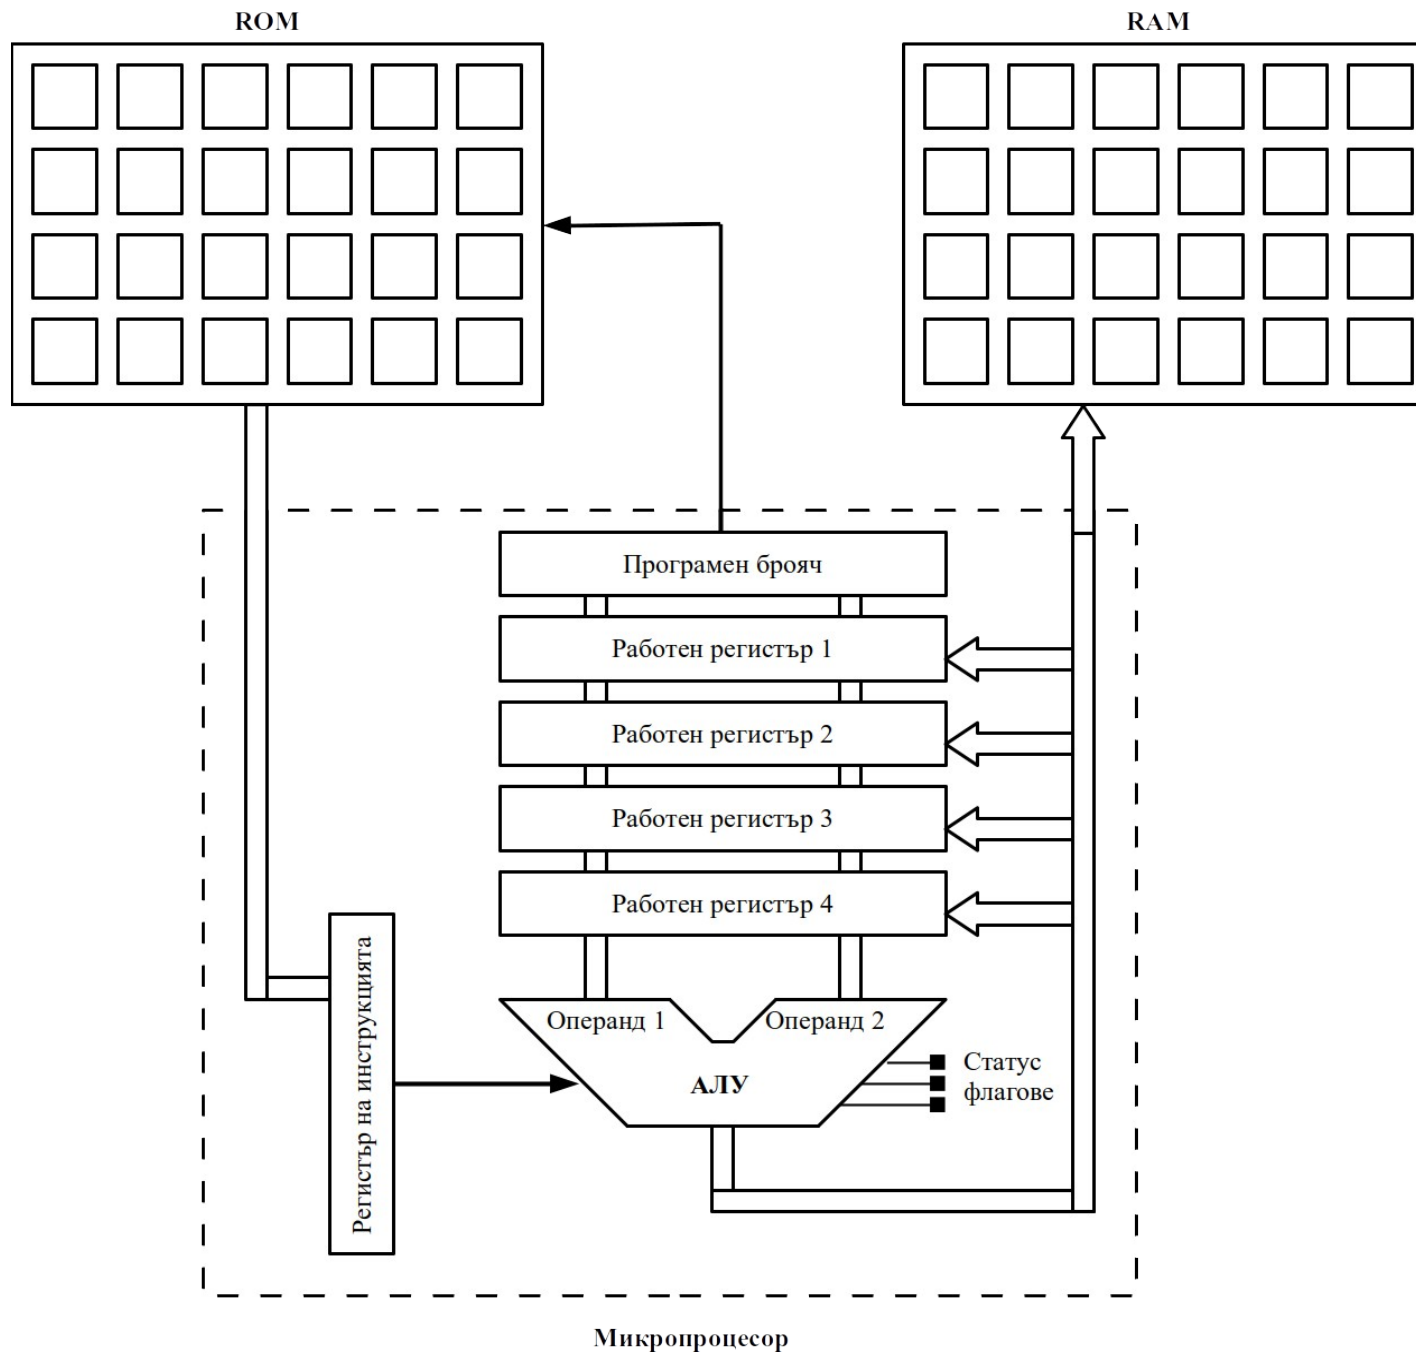 ROM
RAM
Програмен брояч
Работен регистър 1
Работен регистър 2
Работен регистър 3
Работен регистър 4
Регистър на инструкцията
Операнд 1
Операнд 2
АЛУ
Статус
флагове
Микропроцесор